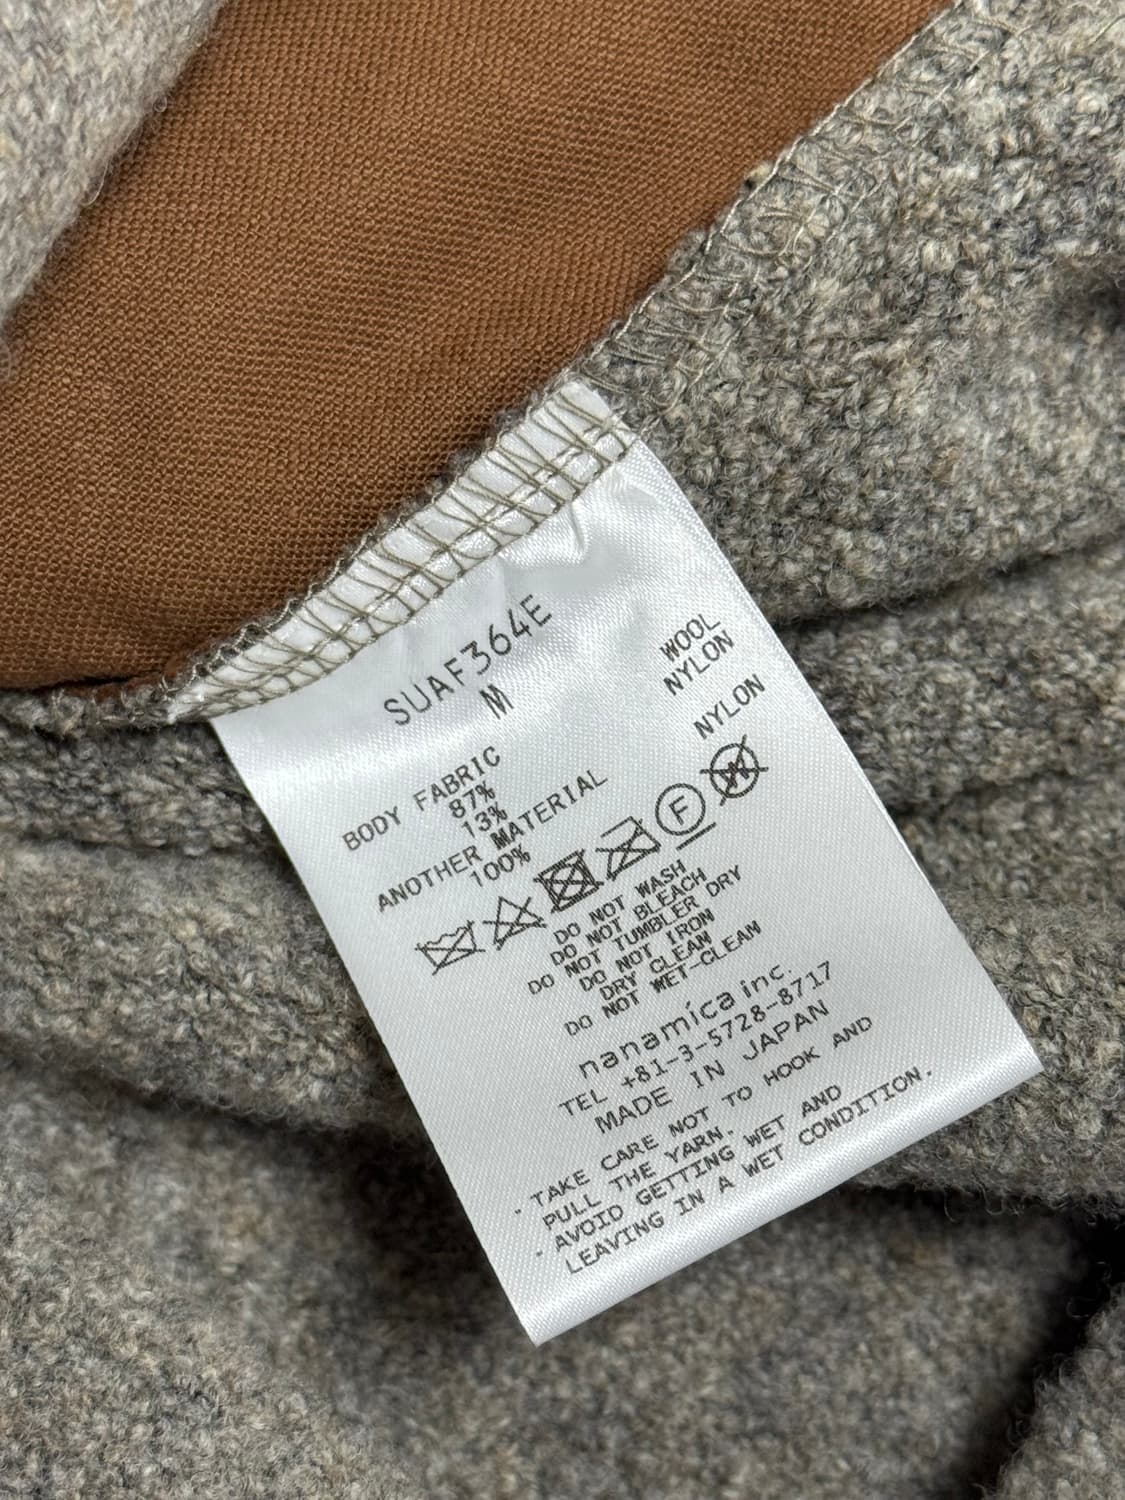 SUAF364E
M
BODY FABRIC
87% WOOL
13% NYLON
ANOTHER MATERIAL
100% NYLON
F
W
DO NOT WASH
DO NOT BLEACH
DO NOT TUMBLER DRY
DO NOT IRON
DRY CLEAN
DO NOT WET-CLEAN
nanamica inc.
TEL +81-3-5728-8717
MADE IN JAPAN
- TAKE CARE NOT TO HOOK AND
PULL THE YARN.
- AVOID GETTING WET AND
LEAVING IN A WET CONDITION.